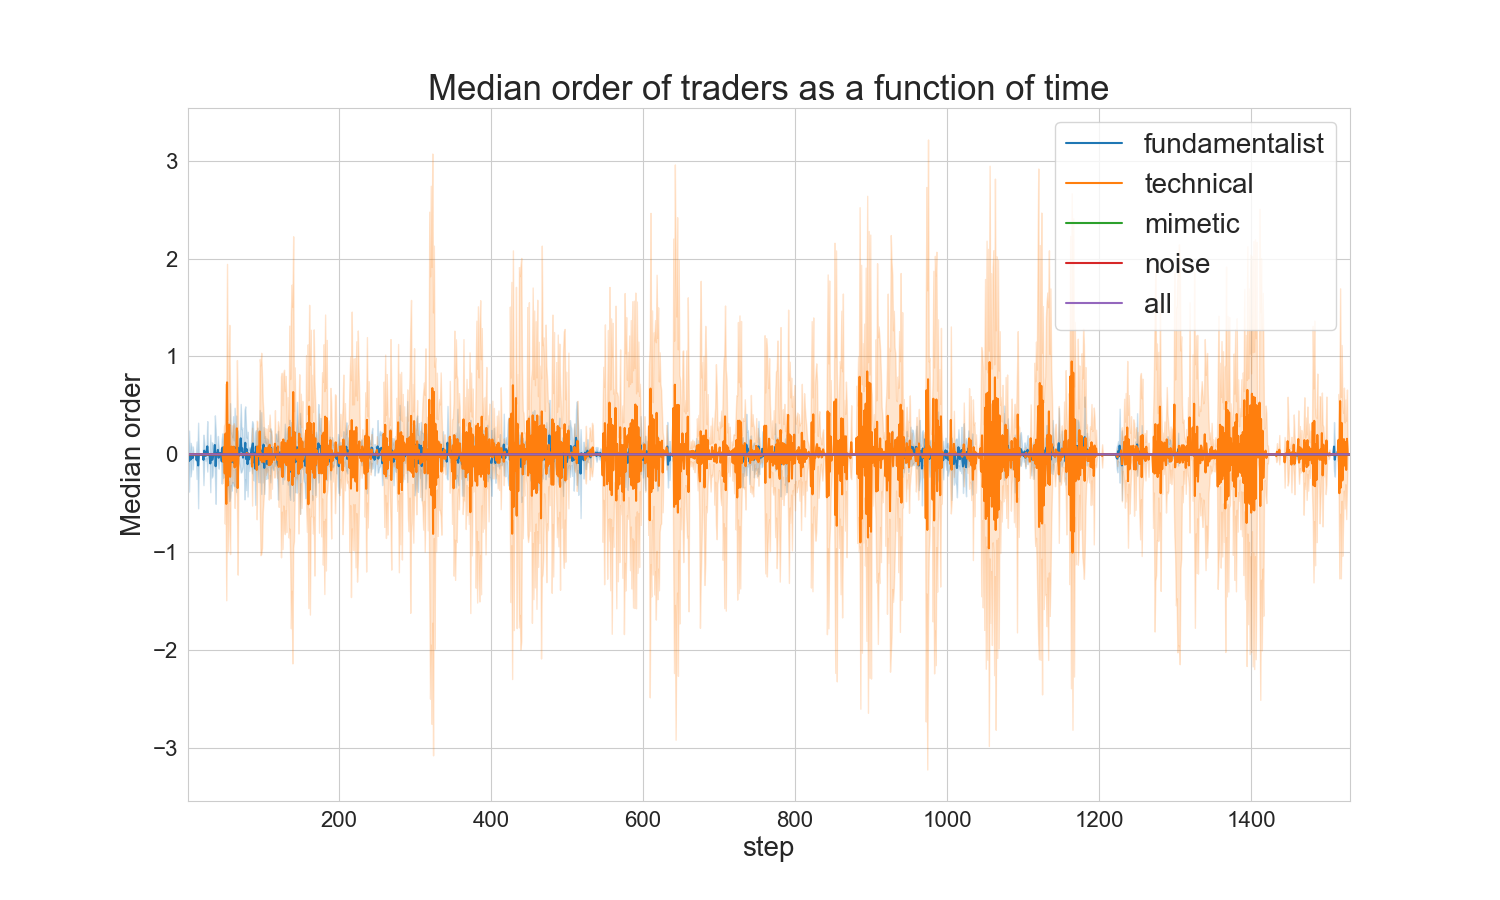 Median order of traders as a function of time
fundamentalist
technical
mimetic
noise
all
Median order
3
2
1
0
−1
−2
−3
200 400 600 800 1000 1200 1400
step